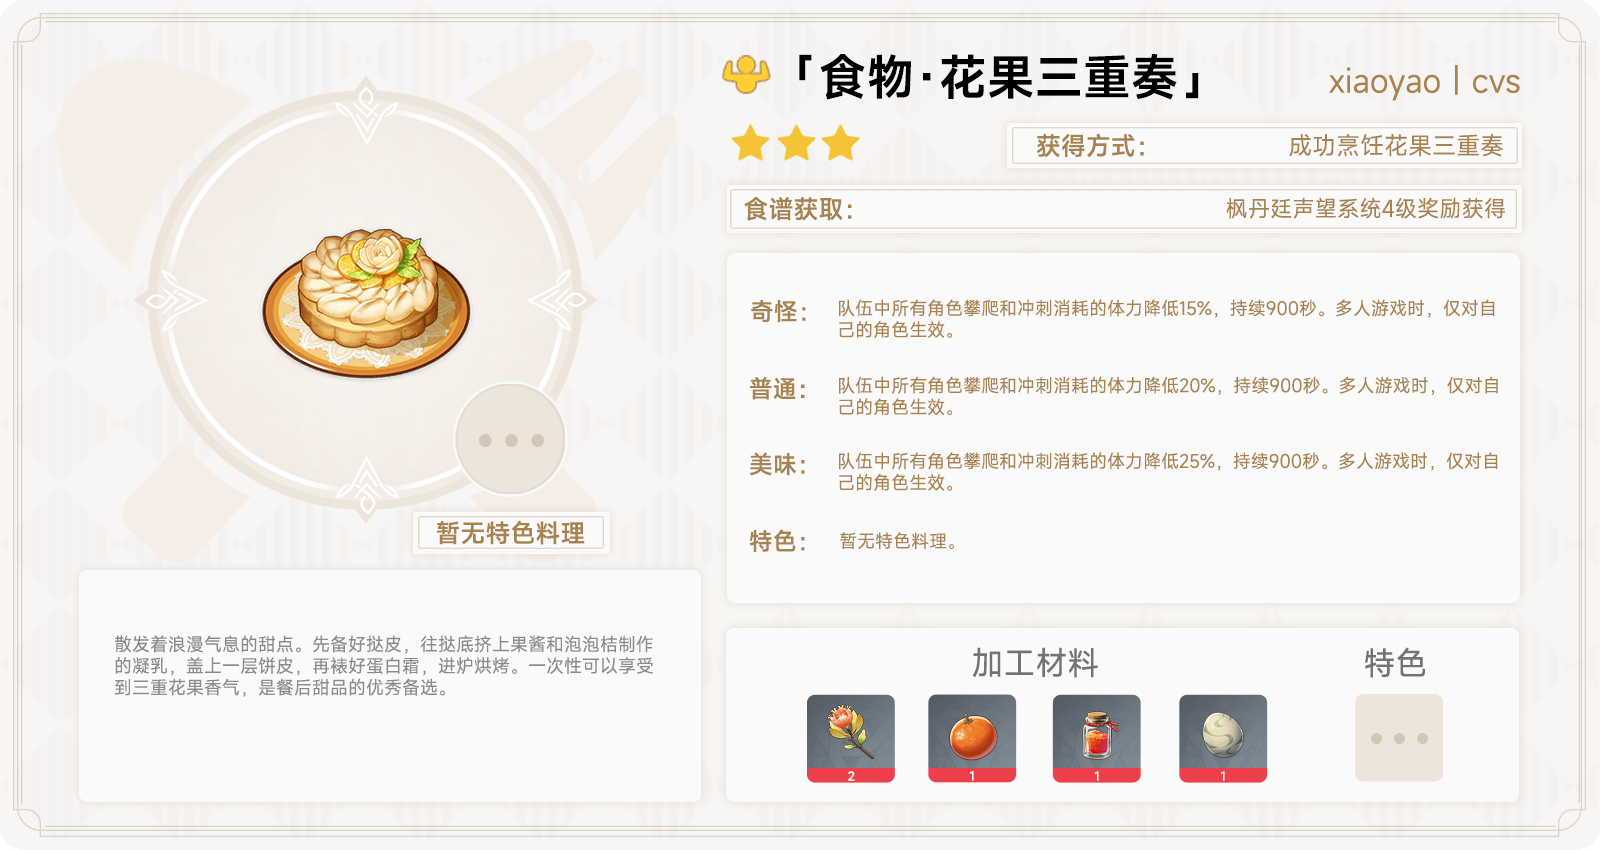 「食物·花果三重奏」
xiaoyao | cvs
获得方式：
成功烹饪花果三重奏
食谱获取：
枫丹廷声望系统4级奖励获得
奇怪：
队伍中所有角色攀爬和冲刺消耗的体力降低15%，持续900秒。多人游戏时，仅对自
己的角色生效。
普通：
队伍中所有角色攀爬和冲刺消耗的体力降低20%，持续900秒。多人游戏时，仅对自
己的角色生效。
美味：
队伍中所有角色攀爬和冲刺消耗的体力降低25%，持续900秒。多人游戏时，仅对自
己的角色生效。
特色：
暂无特色料理。
暂无特色料理
散发着浪漫气息的甜点。先备好挞皮，往挞底挤上果酱和泡泡桔制作
的凝乳，盖上一层饼皮，再裱好蛋白霜，进炉烘烤。一次性可以享受
到三重花果香气，是餐后甜品的优秀备选。
加工材料
特色
2
1
1
1